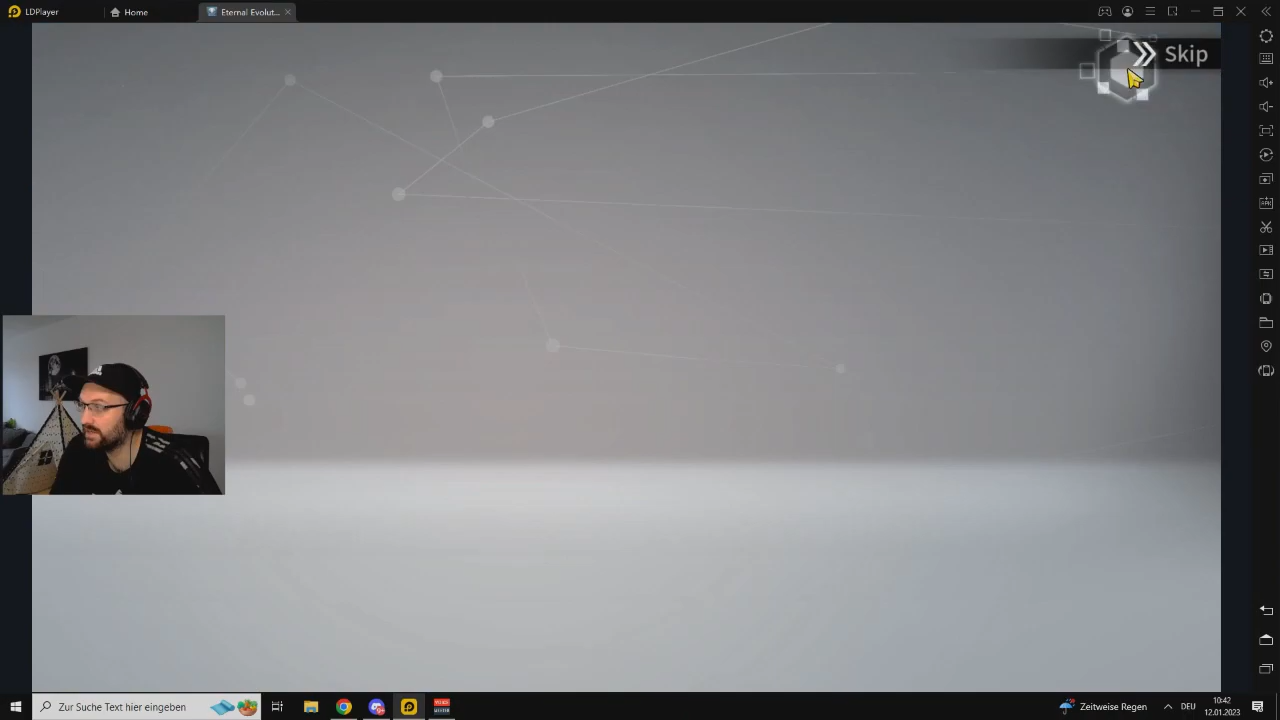 LDPlayer
Home
Eternal Evolut...
Skip
Zur Suche Text hier eingeben
Zeitweise Regen
DEU
10:42
12.01.2023